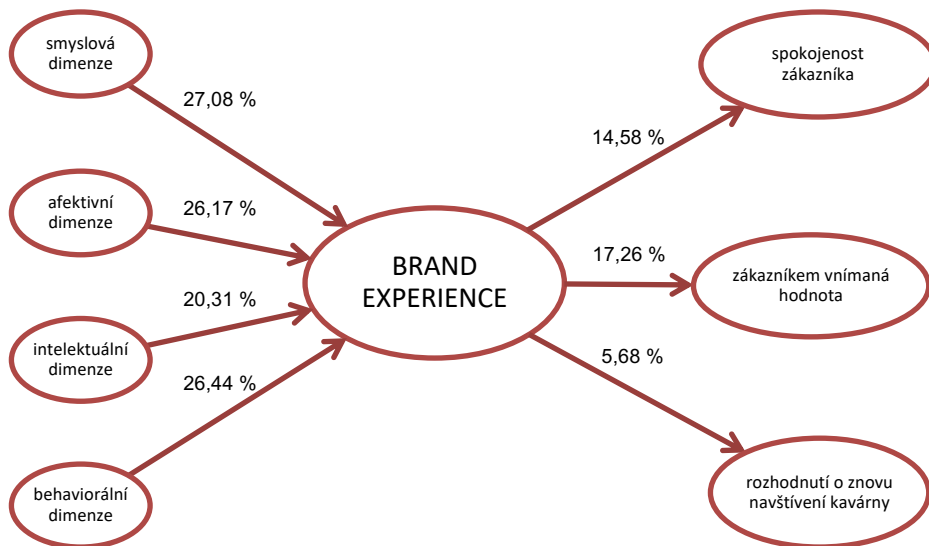 smyslová
dimenze
27,08 %
afektivní
dimenze
26,17 %
intelektuální
dimenze
20,31 %
behaviorální
dimenze
26,44 %
BRAND
EXPERIENCE
spokojenost
zákazníka
14,58 %
zákazníkem vnímaná
hodnota
17,26 %
rozhodnutí o znovu
navštívení kavárny
5,68 %